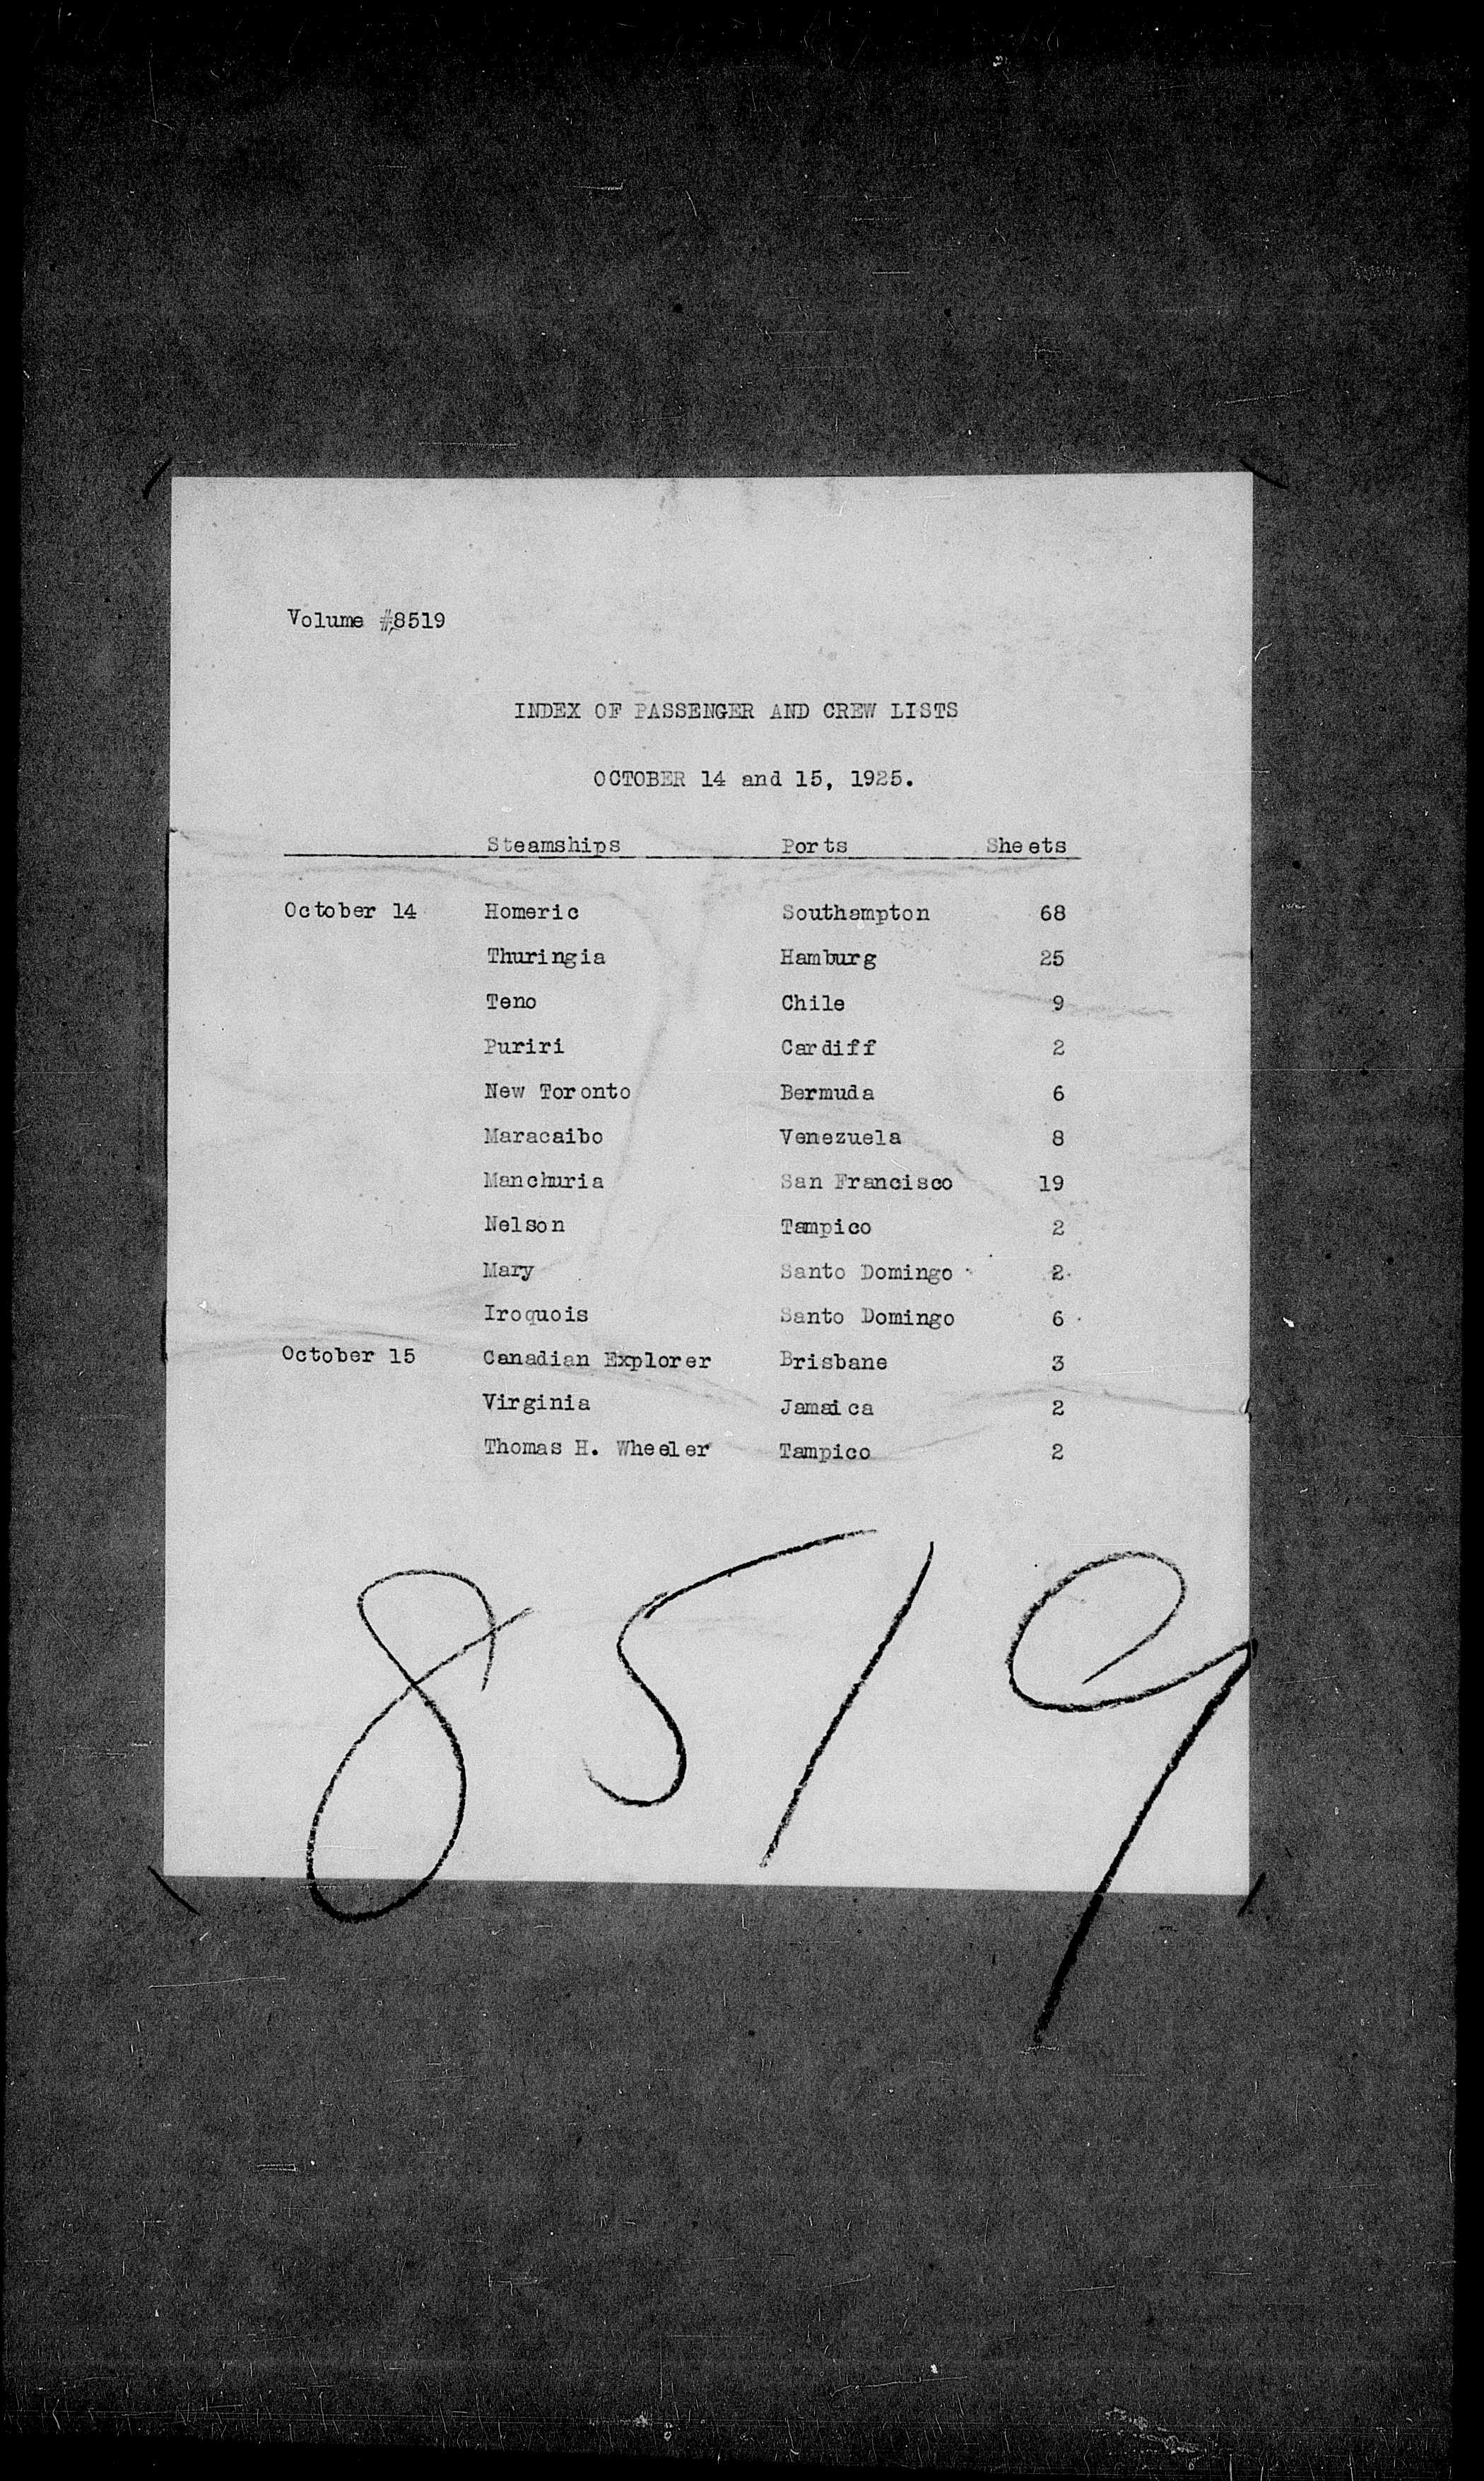 Volume #8519
INDEX OF PASSENGER AND CREW LISTS
OCTOBER 14 and 15, 1925.
Steamships Ports Sheets
October 14 Homeric Southampton 68
Thuringia Hamburg 25
Teno Chile 9
Puriri Cardiff 2
New Toronto Bermuda 6
Maracaibo Venezuela 8
Manchuria San Francisco 19
Nelson Tampico 2
Mary Santo Domingo 2
Iroquois Santo Domingo 6
October 15 Canadian Explorer Brisbane 3
Virginia Jamaica 2
Thomas H. Wheeler Tampico 2
8519